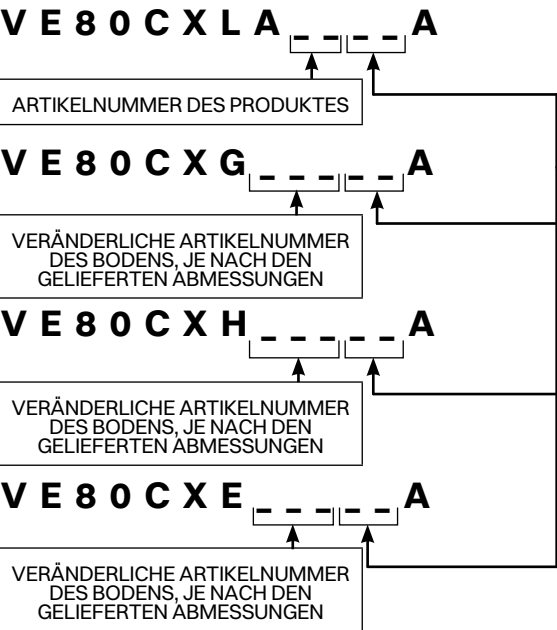 V E 8 0 C X L A _ _ _ _ A
ARTIKELNUMMER DES PRODUKTES
V E 8 0 C X G _ _ _ _ _ A
VERÄNDERLICHE ARTIKELNUMMER
DES BODENS, JE NACH DEN
GELIEFERTEN ABMESSUNGEN
V E 8 0 C X H _ _ _ _ _ A
VERÄNDERLICHE ARTIKELNUMMER
DES BODENS, JE NACH DEN
GELIEFERTEN ABMESSUNGEN
V E 8 0 C X E _ _ _ _ _ A
VERÄNDERLICHE ARTIKELNUMMER
DES BODENS, JE NACH DEN
GELIEFERTEN ABMESSUNGEN